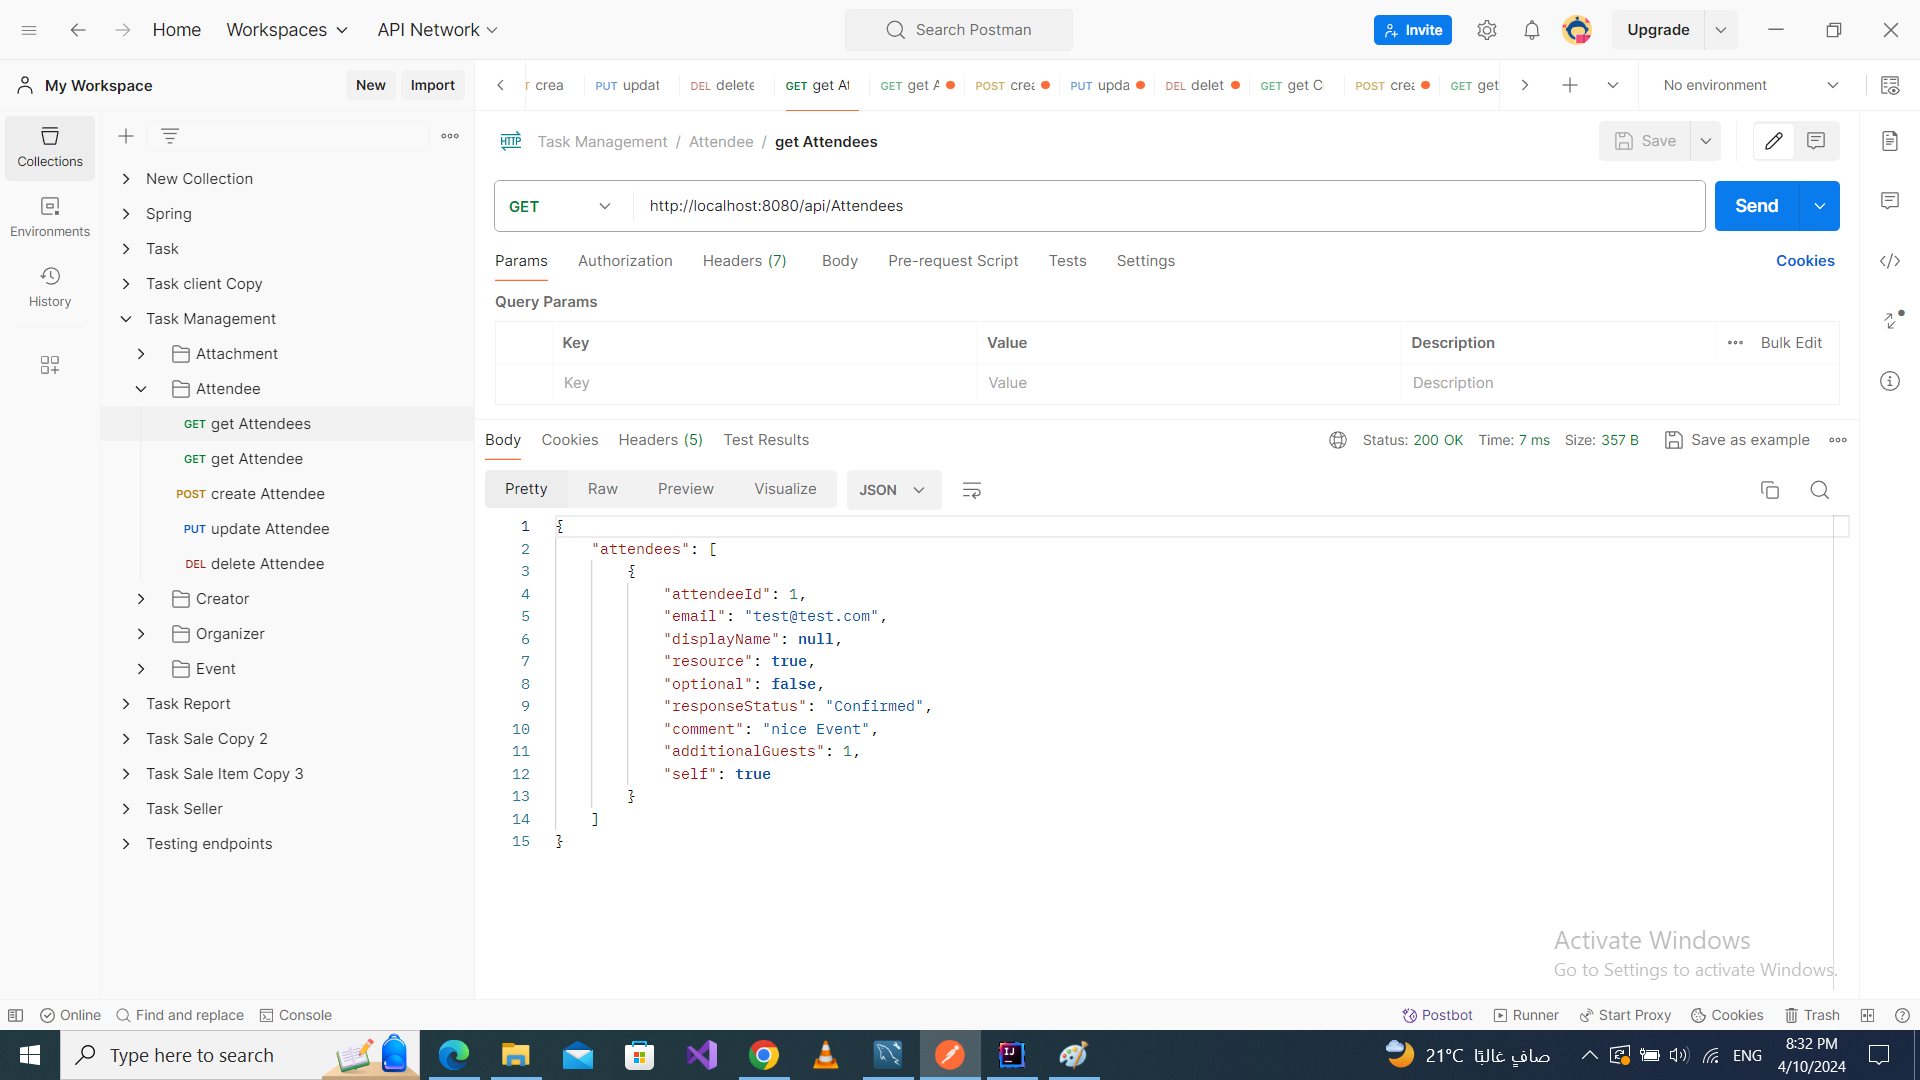 Home Workspaces API Network Search Postman Invite Upgrade
My Workspace New Import crea PUT updat DEL delete GET get At GET get A POST crea PUT upda DEL delet GET get C POST crea GET get No environment
Collections
Environments
History
New Collection
Spring
Task
Task client Copy
Task Management
Attachment
Attendee
GET get Attendees
GET get Attendee
POST create Attendee
PUT update Attendee
DEL delete Attendee
Creator
Organizer
Event
Task Report
Task Sale Copy 2
Task Sale Item Copy 3
Task Seller
Testing endpoints
HTTP Task Management / Attendee / get Attendees Save
GET http://localhost:8080/api/Attendees Send
Params Authorization Headers (7) Body Pre-request Script Tests Settings Cookies
Query Params
Key Value Description Bulk Edit
Key Value Description
Body Cookies Headers (5) Test Results Status: 200 OK Time: 7 ms Size: 357 B Save as example
Pretty Raw Preview Visualize JSON
1 {
2 "attendees": [
3 {
4 "attendeeId": 1,
5 "email": "test@test.com",
6 "displayName": null,
7 "resource": true,
8 "optional": false,
9 "responseStatus": "Confirmed",
10 "comment": "nice Event",
11 "additionalGuests": 1,
12 "self": true
13 }
14 ]
15 }
Activate Windows
Go to Settings to activate Windows.
Online Find and replace Console Postbot Runner Start Proxy Cookies Trash
Type here to search 21°C صافٍ غالبًا ENG 8:32 PM
4/10/2024